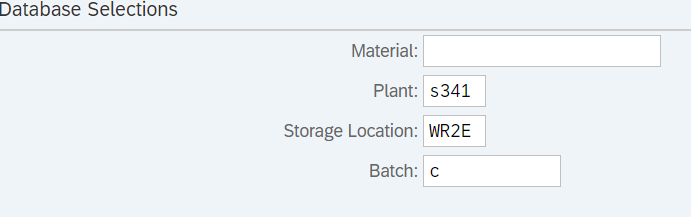 Database Selections
Material:
Plant: s341
Storage Location: WR2E
Batch: c